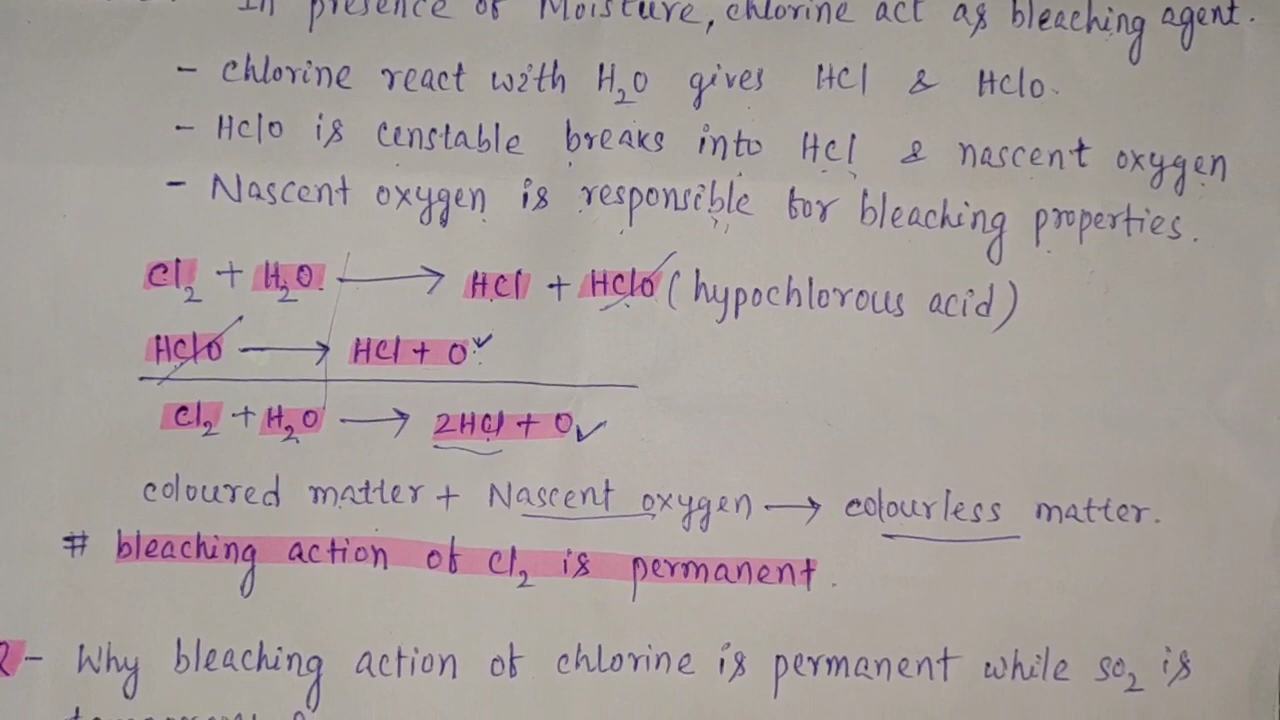 In presence of Moisture, chlorine act as bleaching agent.
- chlorine react with H₂O gives HCl & HClO.
- HClO is unstable breaks into HCl & nascent oxygen
- Nascent oxygen is responsible for bleaching properties.
Cl₂ + H₂O ⟶ HCl + HClO (hypochlorous acid)
HClO ⟶ HCl + O ✓
Cl₂ + H₂O ⟶ 2HCl + O ✓
coloured matter + Nascent oxygen ⟶ colourless matter.
# bleaching action of Cl₂ is permanent.
- Why bleaching action of chlorine is permanent while SO₂ is